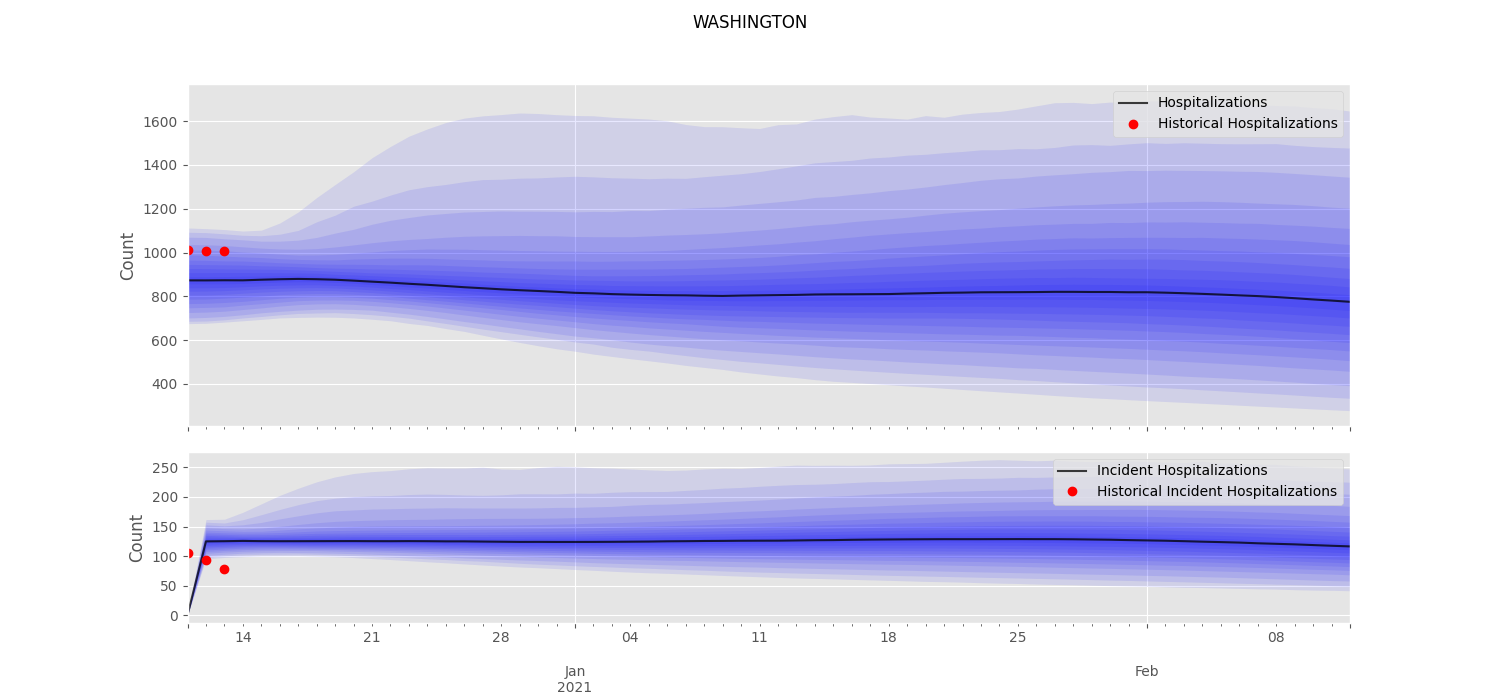 WASHINGTON
Count
1600
1400
1200
1000
800
600
400
Hospitalizations
Historical Hospitalizations
Count
250
200
150
100
50
0
Incident Hospitalizations
Historical Incident Hospitalizations
14 21 28 04 11 18 25 08
Jan Feb
2021